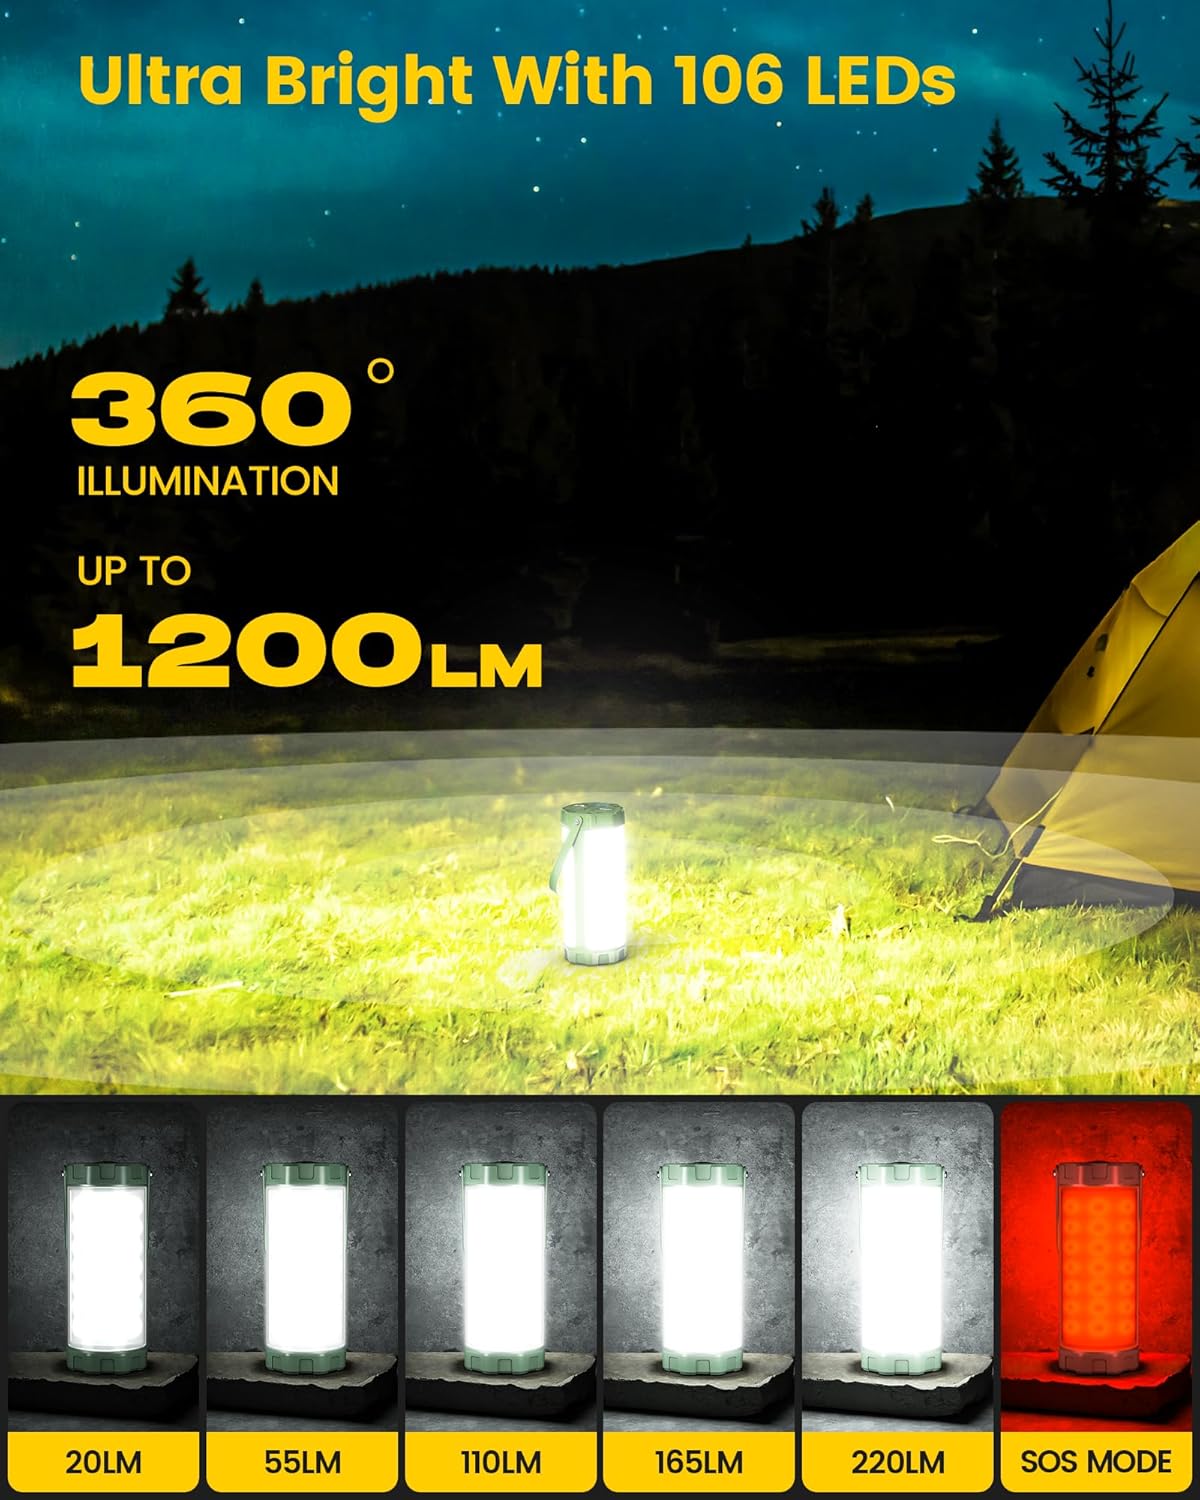 Ultra Bright With 106 LEDs
360°
ILLUMINATION
UP TO
1200LM
20LM
55LM
110LM
165LM
220LM
SOS MODE